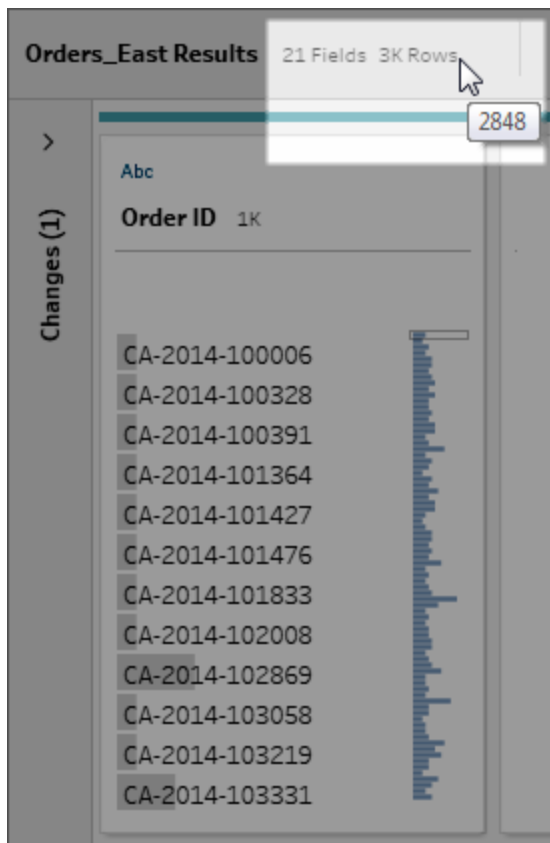 Orders_East Results 21 Fields 3K Rows
2848
Changes (1)
Abc
Order ID 1K
CA-2014-100006
CA-2014-100328
CA-2014-100391
CA-2014-101364
CA-2014-101427
CA-2014-101476
CA-2014-101833
CA-2014-102008
CA-2014-102869
CA-2014-103058
CA-2014-103219
CA-2014-103331